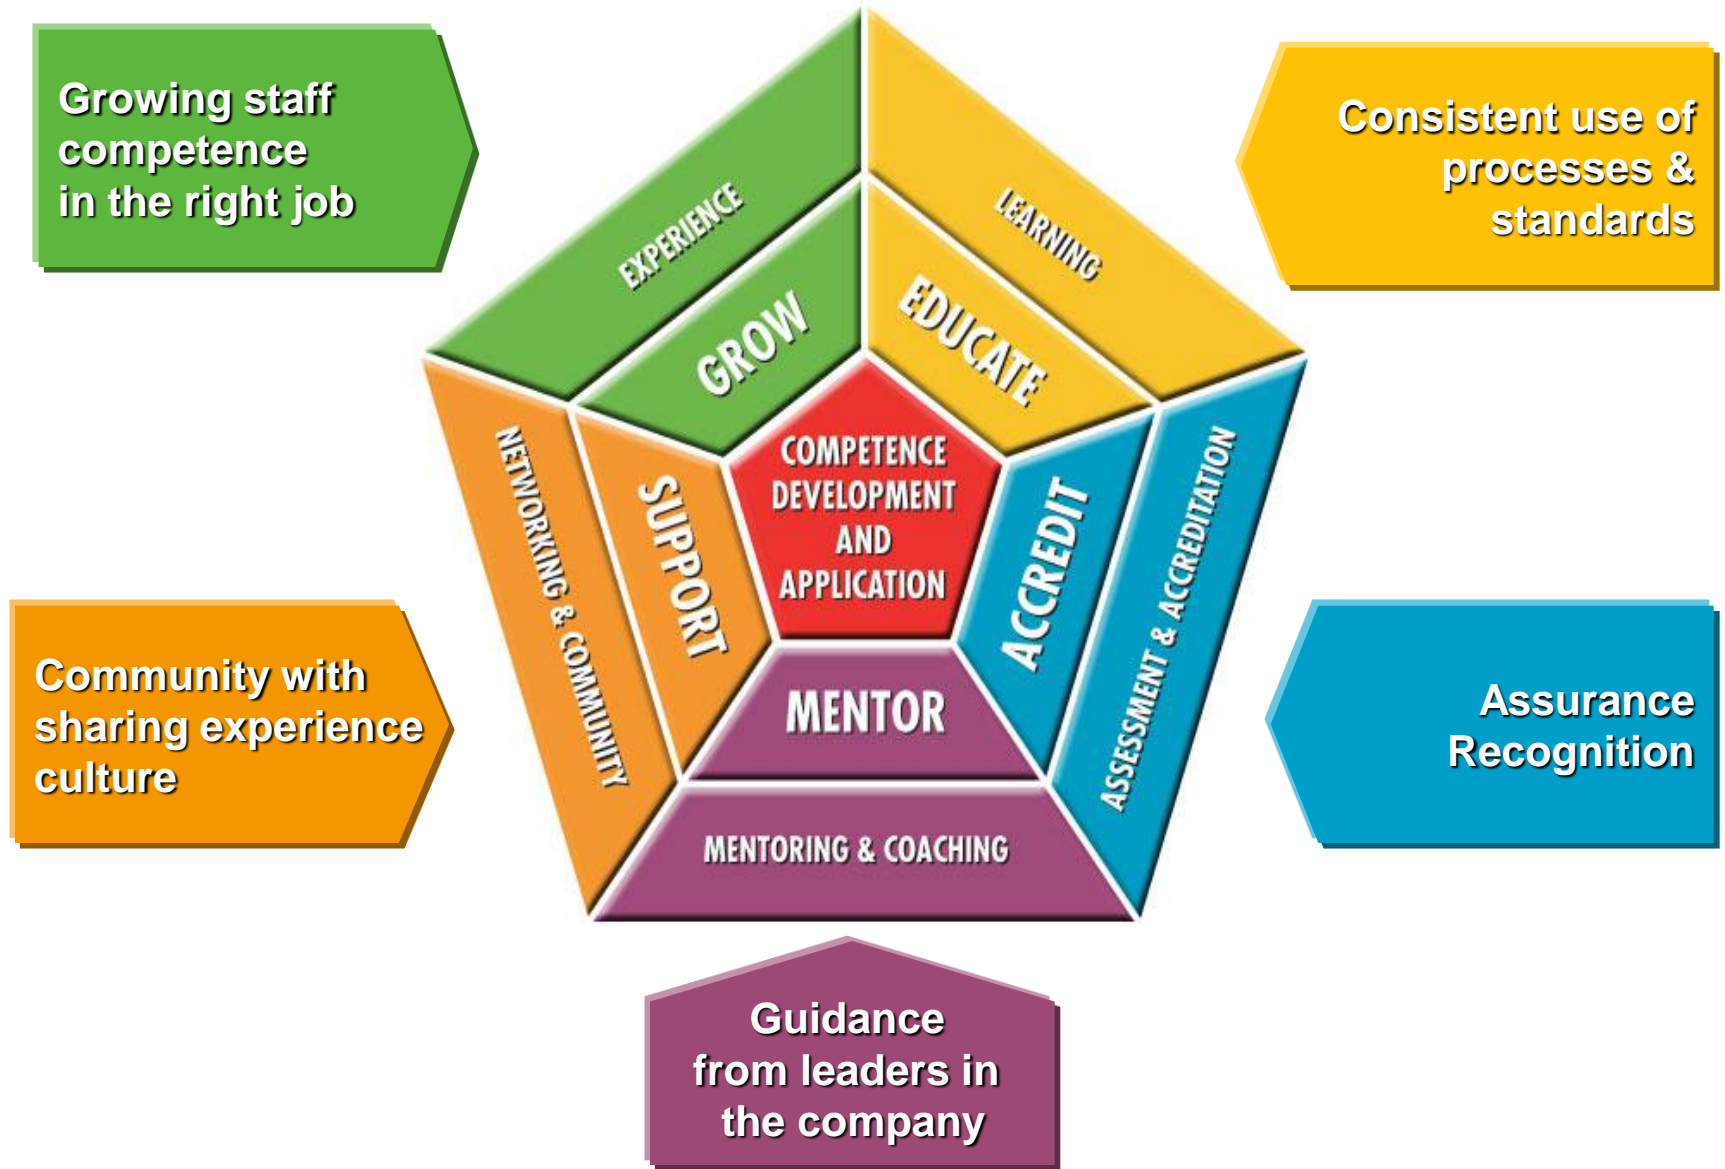 Growing staff
competence
in the right job
Consistent use of
processes &
standards
EXPERIENCE
LEARNING
GROW
EDUCATE
COMPETENCE
DEVELOPMENT
AND
APPLICATION
NETWORKING & COMMUNITY
SUPPORT
ACCREDIT
ASSESSMENT & ACCREDITATION
Community with
sharing experience
culture
Assurance
Recognition
MENTOR
MENTORING & COACHING
Guidance
from leaders in
the company